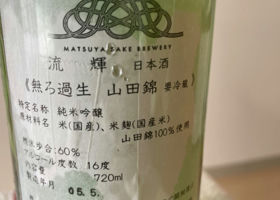 MATSUYA SAKE BREWERY
流輝 日本酒
《無ろ過生 山田錦 要冷蔵》
特定名称 純米吟醸
原材料名 米(国産)、米麹(国産米)
山田錦100%使用
精米歩合:60%
アルコール度数 16度
720ml
製造年月 05.5.